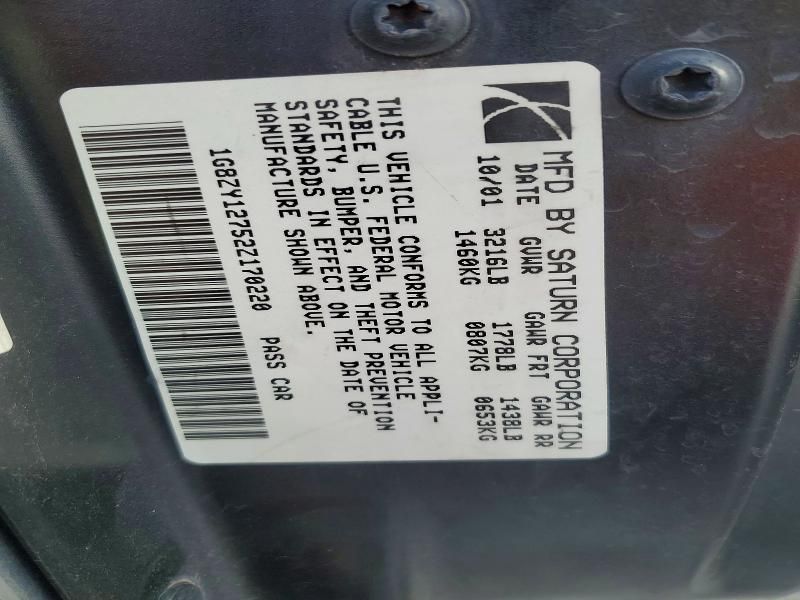 MFD BY SATURN CORPORATION
DATE GVWR GAWR FRT GAWR RR
10/01 3216LB 1778LB 1438LB
1460KG 0807KG 0653KG
THIS VEHICLE CONFORMS TO ALL APPLI-
CABLE U.S. FEDERAL MOTOR VEHICLE
SAFETY, BUMPER, AND THEFT PREVENTION
STANDARDS IN EFFECT ON THE DATE OF
MANUFACTURE SHOWN ABOVE.
1G8ZY12752Z170220 PASS CAR